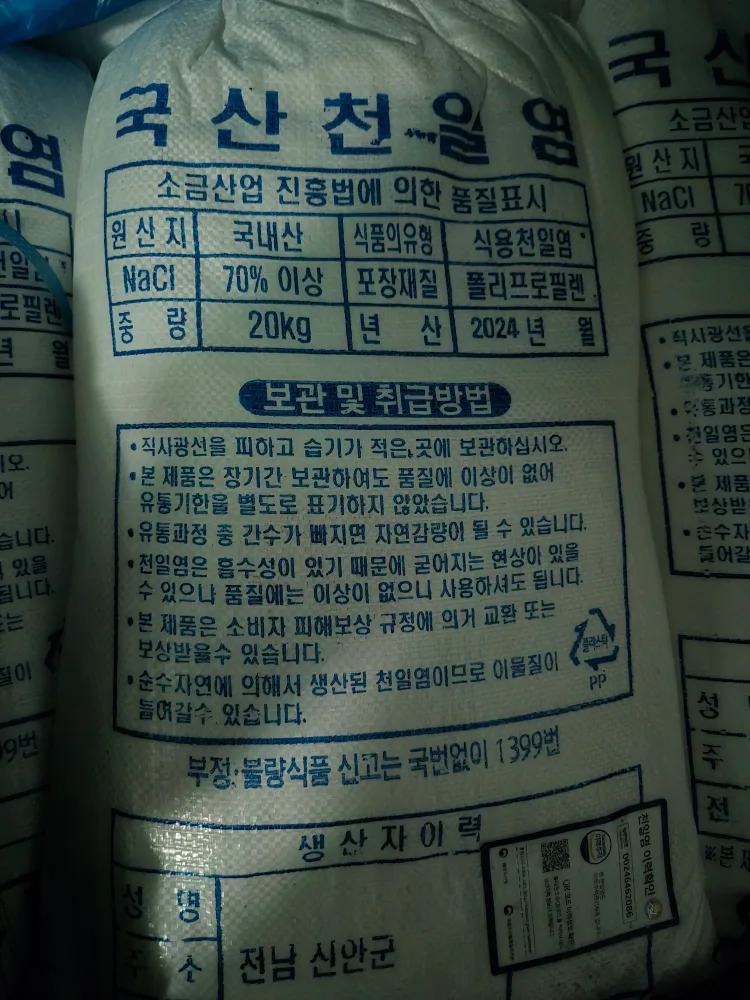 국산천일염
소금산업 진흥법에 의한 품질표시
원산지 국내산 식품의유형 식용천일염
NaCl 70% 이상 포장재질 폴리프로필렌
중 량 20kg 년 산 2024 년 월
보관 및 취급방법
• 직사광선을 피하고 습기가 적은 곳에 보관하십시오.
• 본 제품은 장기간 보관하여도 품질에 이상이 없어
유통기한을 별도로 표기하지 않았습니다.
• 유통과정 중 간수가 빠지면 자연감량이 될 수 있습니다.
• 천일염은 흡수성이 있기 때문에 굳어지는 현상이 있을
수 있으나 품질에는 이상이 없으니 사용하셔도 됩니다.
• 본 제품은 소비자 피해보상 규정에 의거 교환 또는
보상받을수 있습니다.
플라스틱
PP
• 순수자연에 의해서 생산된 천일염이므로 이물질이
들어갈수 있습니다.
부정·불량식품 신고는 국번없이 1399번
생산자이력
성 명
주 소 전남 신안군
천일염 이력확인
00246462086